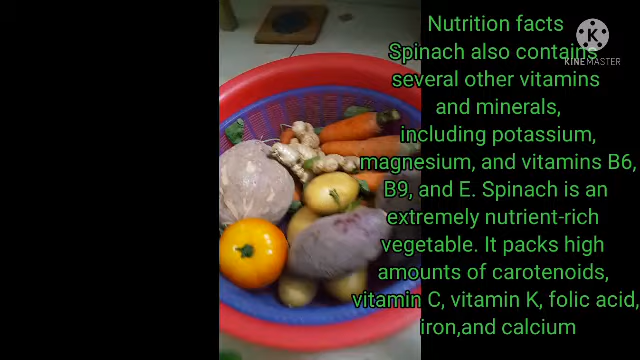 Nutrition facts
Spinach also contains
several other vitamins
and minerals,
including potassium,
magnesium, and vitamins B6,
B9, and E. Spinach is an
extremely nutrient-rich
vegetable. It packs high
amounts of carotenoids,
vitamin C, vitamin K, folic acid,
iron,and calcium
K
KINEMASTER